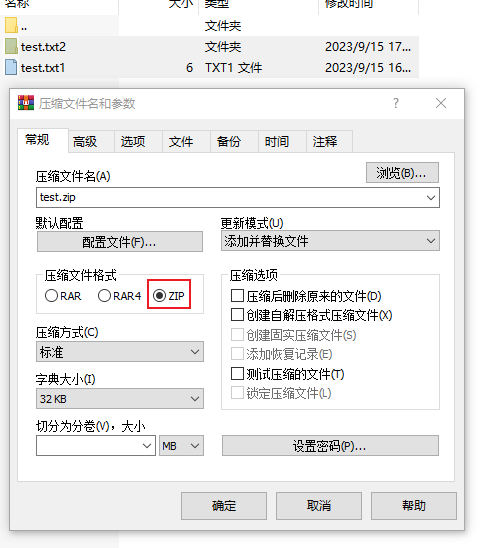 名称 大小 类型 修改时间
.. 文件夹
test.txt2 文件夹 2023/9/15 17...
test.txt1 6 TXT1 文件 2023/9/15 16...
压缩文件名和参数 ?
常规 高级 选项 文件 备份 时间 注释
压缩文件名(A) 浏览(B)...
test.zip
默认配置 更新模式(U)
配置文件(F)... 添加并替换文件
压缩文件格式 压缩选项
RAR RAR4 ZIP 压缩后删除原来的文件(D)
创建自解压格式压缩文件(X)
压缩方式(C) 创建固实压缩文件(S)
标准 添加恢复记录(E)
字典大小(I) 测试压缩的文件(T)
32 KB 锁定压缩文件(L)
切分为分卷(V)，大小
MB 设置密码(P)...
确定 取消 帮助